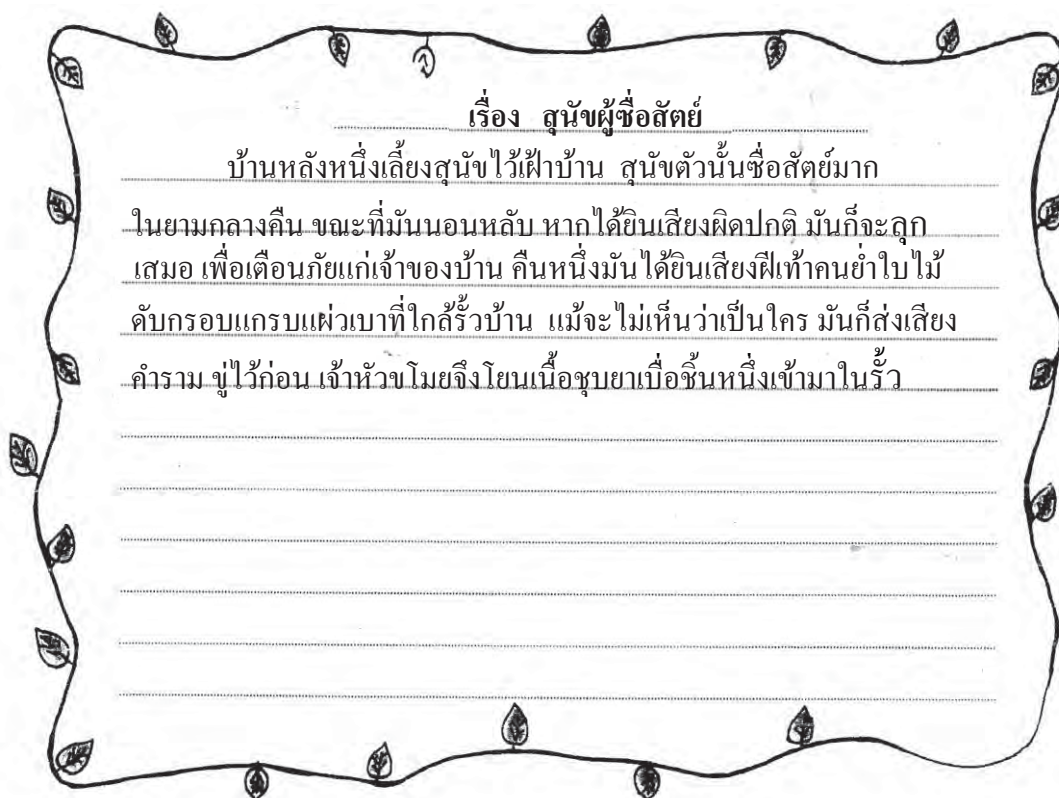 เรื่อง สุนัขผู้ซื่อสัตย์
บ้านหลังหนึ่งเลี้ยงสุนัขไว้เฝ้าบ้าน สุนัขตัวนั้นซื่อสัตย์มาก
ในยามกลางคืน ขณะที่มันนอนหลับ หากได้ยินเสียงผิดปกติ มันก็จะลุก
เสมอ เพื่อเตือนภัยแก่เจ้าของบ้าน คืนหนึ่งมันได้ยินเสียงฝีเท้าคนย่ำใบไม้
ดับกรอบแกรบแผ่วเบาที่ใกล้รั้วบ้าน แม้จะไม่เห็นว่าเป็นใคร มันก็ส่งเสียง
คำราม ขู่ไว้ก่อน เจ้าหัวขโมยจึงโยนเนื้อชุบยาเบื่อชิ้นหนึ่งเข้ามาในรั้ว